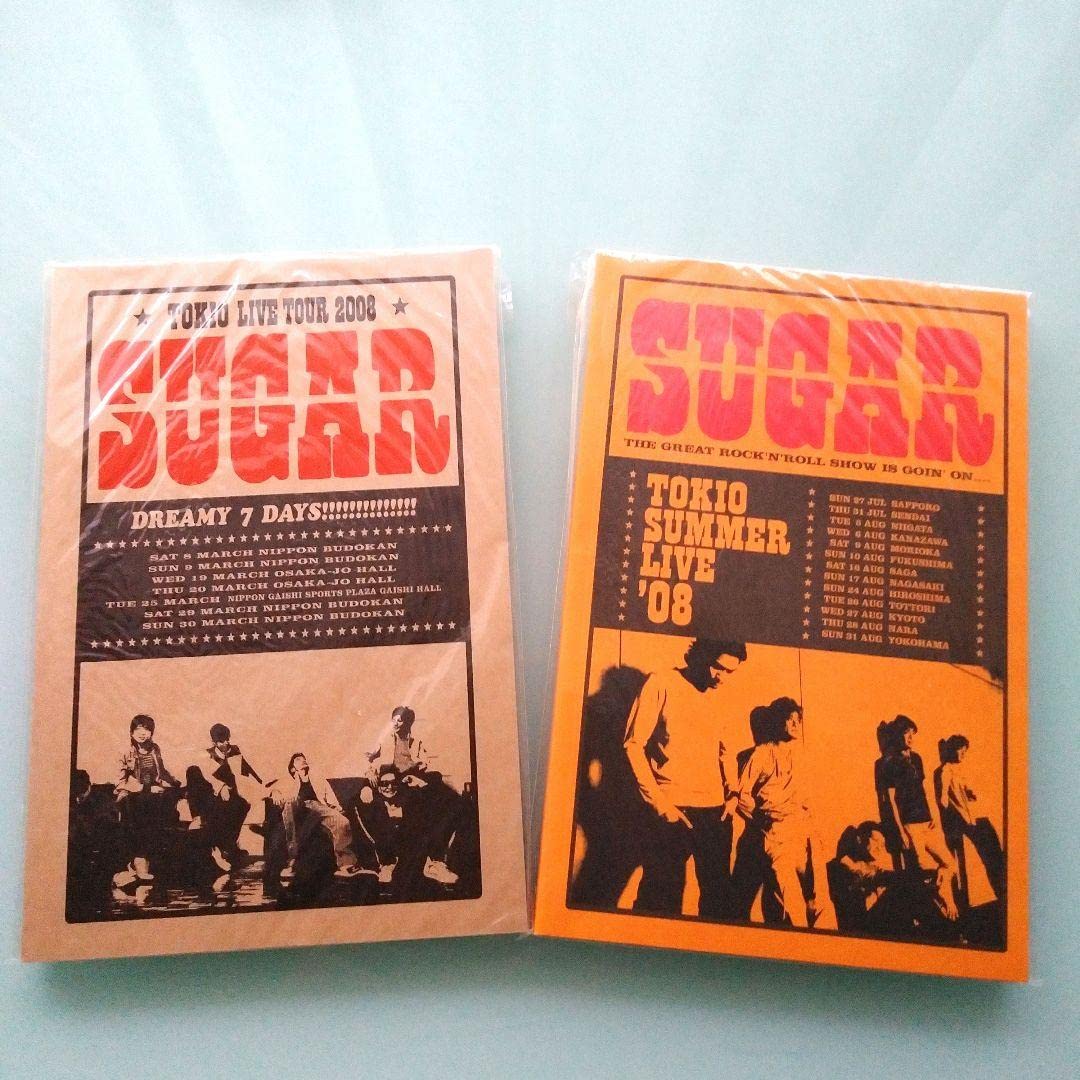 ★ TOKIO LIVE TOUR 2008 ★
SUGAR
DREAMY 7 DAYS!!!!!!!!!!!!!!
SAT 8 MARCH NIPPON BUDOKAN
SUN 9 MARCH NIPPON BUDOKAN
WED 19 MARCH OSAKA-JO HALL
THU 20 MARCH OSAKA-JO HALL
TUE 25 MARCH NIPPON GAISHI SPORTS PLAZA GAISHI HALL
SAT 29 MARCH NIPPON BUDOKAN
SUN 30 MARCH NIPPON BUDOKAN
SUGAR
THE GREAT ROCK'N'ROLL SHOW IS GOIN' ON.....
TOKIO
SUMMER
LIVE
'08
SUN 27 JUL SAPPORO
THU 31 JUL SENDAI
TUE 5 AUG NIIGATA
WED 6 AUG KANAZAWA
SAT 9 AUG MORIOKA
SUN 10 AUG FUKUSHIMA
SAT 16 AUG SAGA
SUN 17 AUG NAGASAKI
SUN 24 AUG HIROSHIMA
TUE 26 AUG TOTTORI
WED 27 AUG KYOTO
THU 28 AUG NARA
SUN 31 AUG YOKOHAMA